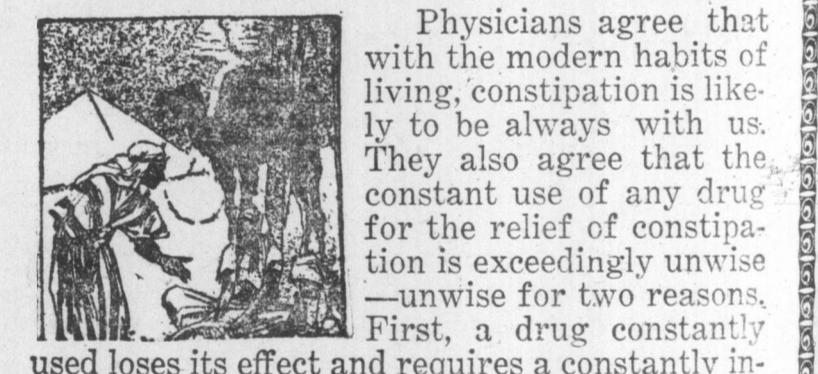 Physicians agree that
with the modern habits of
living, constipation is like-
ly to be always with us.
They also agree that the
constant use of any drug
for the relief of constipa-
tion is exceedingly unwise
—unwise for two reasons.
First, a drug constantly
used loses its effect and requires a constantly in-